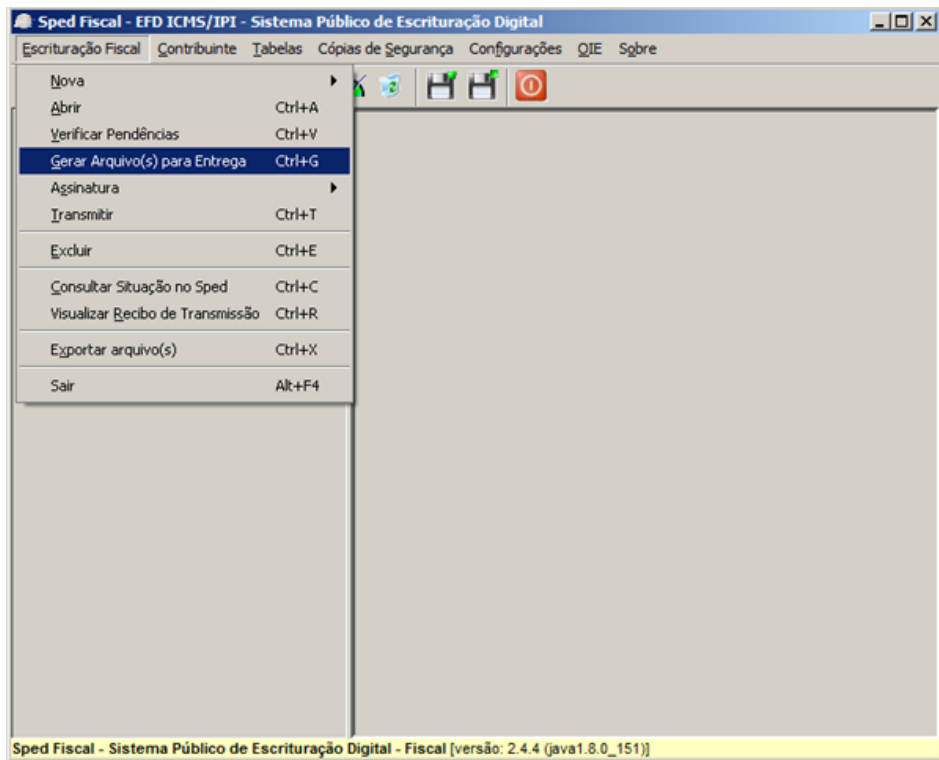 Sped Fiscal - EFD ICMS/IPI - Sistema Público de Escrituração Digital
Escrituração Fiscal Contribuinte Tabelas Cópias de Segurança Configurações OIE Sobre
Nova
Abrir Ctrl+A
Verificar Pendências Ctrl+V
Gerar Arquivo(s) para Entrega Ctrl+G
Assinatura
Transmitir Ctrl+T
Excluir Ctrl+E
Consultar Situação no Sped Ctrl+C
Visualizar Recibo de Transmissão Ctrl+R
Exportar arquivo(s) Ctrl+X
Sair Alt+F4
Sped Fiscal - Sistema Público de Escrituração Digital - Fiscal [versão: 2.4.4 (java1.8.0_151)]